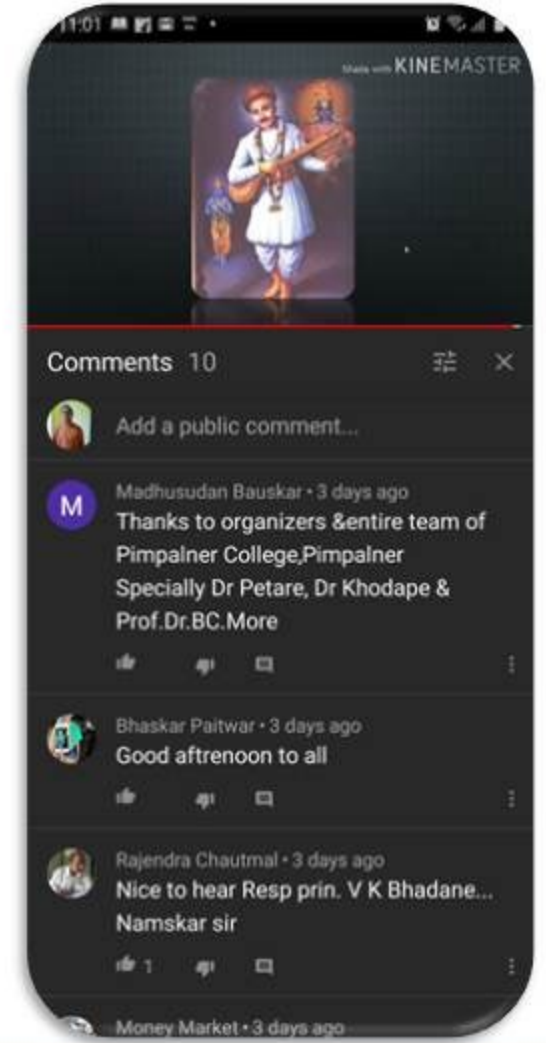 11:01
Made with KINEMASTER
Comments 10
Add a public comment...
M
Madhusudan Bauskar • 3 days ago
Thanks to organizers &entire team of
Pimpalner College,Pimpalner
Specially Dr Petare, Dr Khodape &
Prof.Dr.BC.More
Bhaskar Paitwar • 3 days ago
Good aftrenoon to all
Rajendra Chautmal • 3 days ago
Nice to hear Resp prin. V K Bhadane...
Namskar sir
1
Money Market • 3 days ago